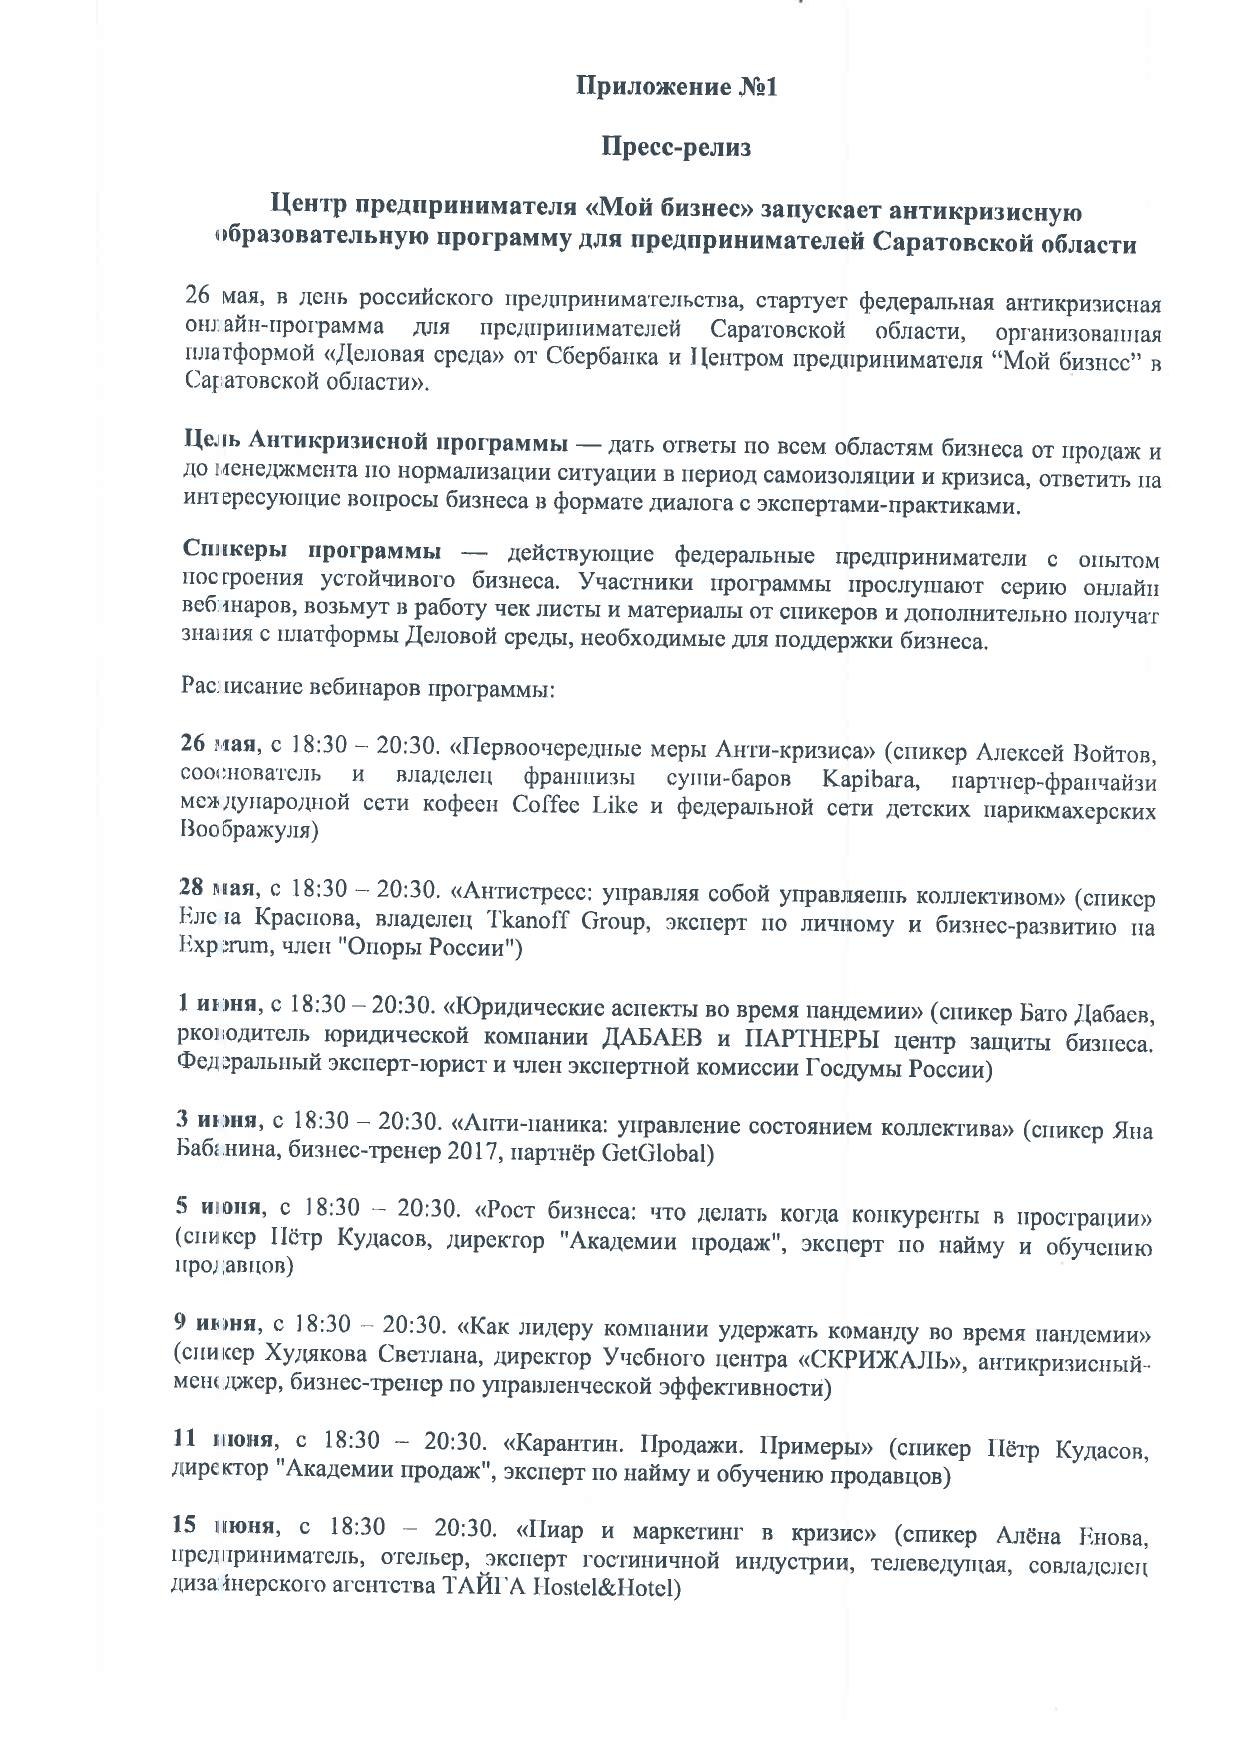 Приложение №1
Пресс-релиз
Центр предпринимателя «Мой бизнес» запускает антикризисную
образовательную программу для предпринимателей Саратовской области
26 мая, в день российского предпринимательства, стартует федеральная антикризисная
онлайн-программа для предпринимателей Саратовской области, организованная
платформой «Деловая среда» от Сбербанка и Центром предпринимателя “Мой бизнес” в
Саратовской области».
Цель Антикризисной программы — дать ответы по всем областям бизнеса от продаж и
до менеджмента по нормализации ситуации в период самоизоляции и кризиса, ответить на
интересующие вопросы бизнеса в формате диалога с экспертами-практиками.
Спикеры программы — действующие федеральные предприниматели с опытом
построения устойчивого бизнеса. Участники программы прослушают серию онлайн
вебинаров, возьмут в работу чек листы и материалы от спикеров и дополнительно получат
знания с платформы Деловой среды, необходимые для поддержки бизнеса.
Расписание вебинаров программы:
26 мая, с 18:30 – 20:30. «Первоочередные меры Анти-кризиса» (спикер Алексей Войтов,
сооснователь и владелец франшизы суши-баров Kapibara, партнер-франчайзи
международной сети кофеен Coffee Like и федеральной сети детских парикмахерских
Воображуля)
28 мая, с 18:30 – 20:30. «Антистресс: управляя собой управляешь коллективом» (спикер
Елена Краснова, владелец Tkanoff Group, эксперт по личному и бизнес-развитию на
Experum, член "Опоры России")
1 июня, с 18:30 – 20:30. «Юридические аспекты во время пандемии» (спикер Бато Дабаев,
рководитель юридической компании ДАБАЕВ и ПАРТНЕРЫ центр защиты бизнеса.
Федеральный эксперт-юрист и член экспертной комиссии Госдумы России)
3 июня, с 18:30 – 20:30. «Анти-паника: управление состоянием коллектива» (спикер Яна
Бабанина, бизнес-тренер 2017, партнёр GetGlobal)
5 июня, с 18:30 – 20:30. «Рост бизнеса: что делать когда конкуренты в прострации»
(спикер Пётр Кудасов, директор "Академии продаж", эксперт по найму и обучению
продавцов)
9 июня, с 18:30 – 20:30. «Как лидеру компании удержать команду во время пандемии»
(спикер Худякова Светлана, директор Учебного центра «СКРИЖАЛЬ», антикризисный-
менеджер, бизнес-тренер по управленческой эффективности)
11 июня, с 18:30 – 20:30. «Карантин. Продажи. Примеры» (спикер Пётр Кудасов,
директор "Академии продаж", эксперт по найму и обучению продавцов)
15 июня, с 18:30 – 20:30. «Пиар и маркетинг в кризис» (спикер Алёна Енова,
предприниматель, отельер, эксперт гостиничной индустрии, телеведущая, совладелец
дизайнерского агентства ТАЙГА Hostel&Hotel)